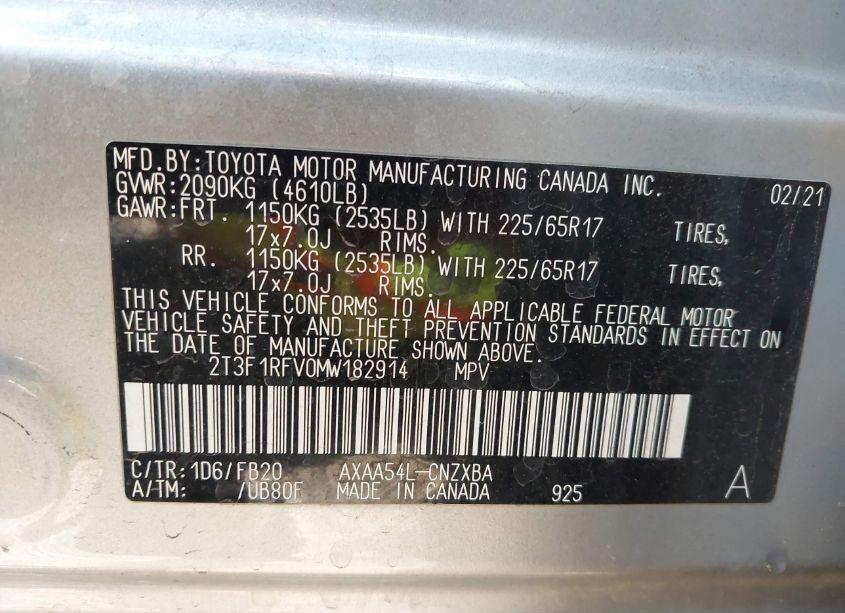 MFD.BY:TOYOTA MOTOR MANUFACTURING CANADA INC. 02/21
GVWR:2090KG (4610LB)
GAWR:FRT. 1150KG (2535LB) WITH 225/65R17 TIRES,
17x7.0J RIMS.
RR. 1150KG (2535LB) WITH 225/65R17 TIRES,
17x7.0J RIMS.
THIS VEHICLE CONFORMS TO ALL APPLICABLE FEDERAL MOTOR
VEHICLE SAFETY AND THEFT PREVENTION STANDARDS IN EFFECT ON
THE DATE OF MANUFACTURE SHOWN ABOVE.
2T3F1RFV0MW182914 MPV
C/TR:1D6/FB20 AXAA54L-CNZXBA
A/TM: /UB80F MADE IN CANADA 925 A